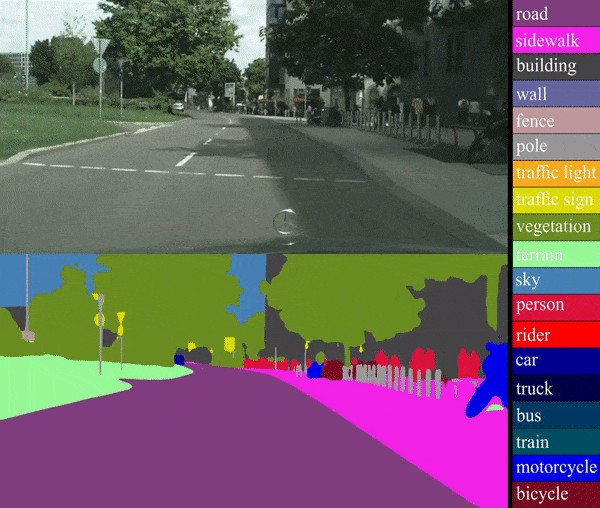 road
sidewalk
building
wall
fence
pole
traffic light
traffic sign
vegetation
terrain
sky
person
rider
car
truck
bus
train
motorcycle
bicycle